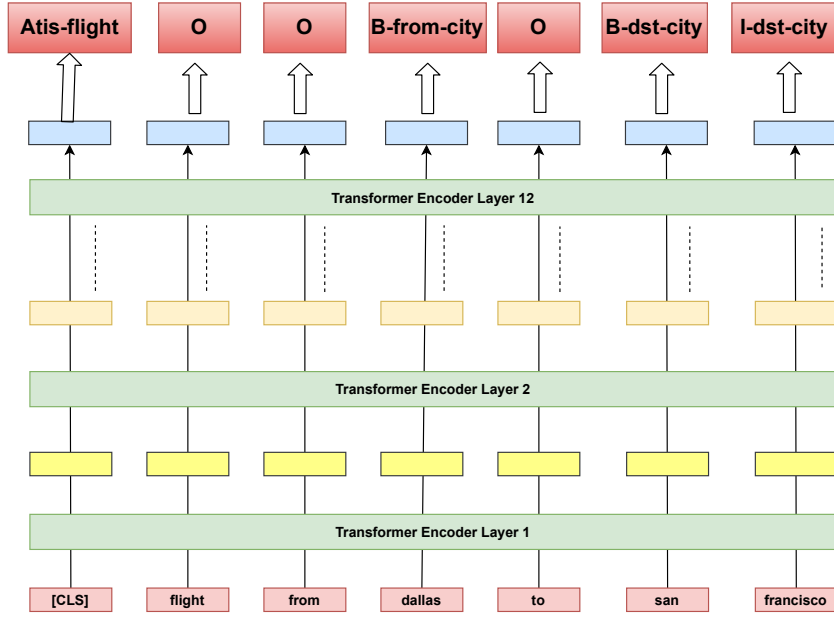 Atis-flight O O B-from-city O B-dst-city I-dst-city
Transformer Encoder Layer 12
Transformer Encoder Layer 2
Transformer Encoder Layer 1
[CLS] flight from dallas to san francisco